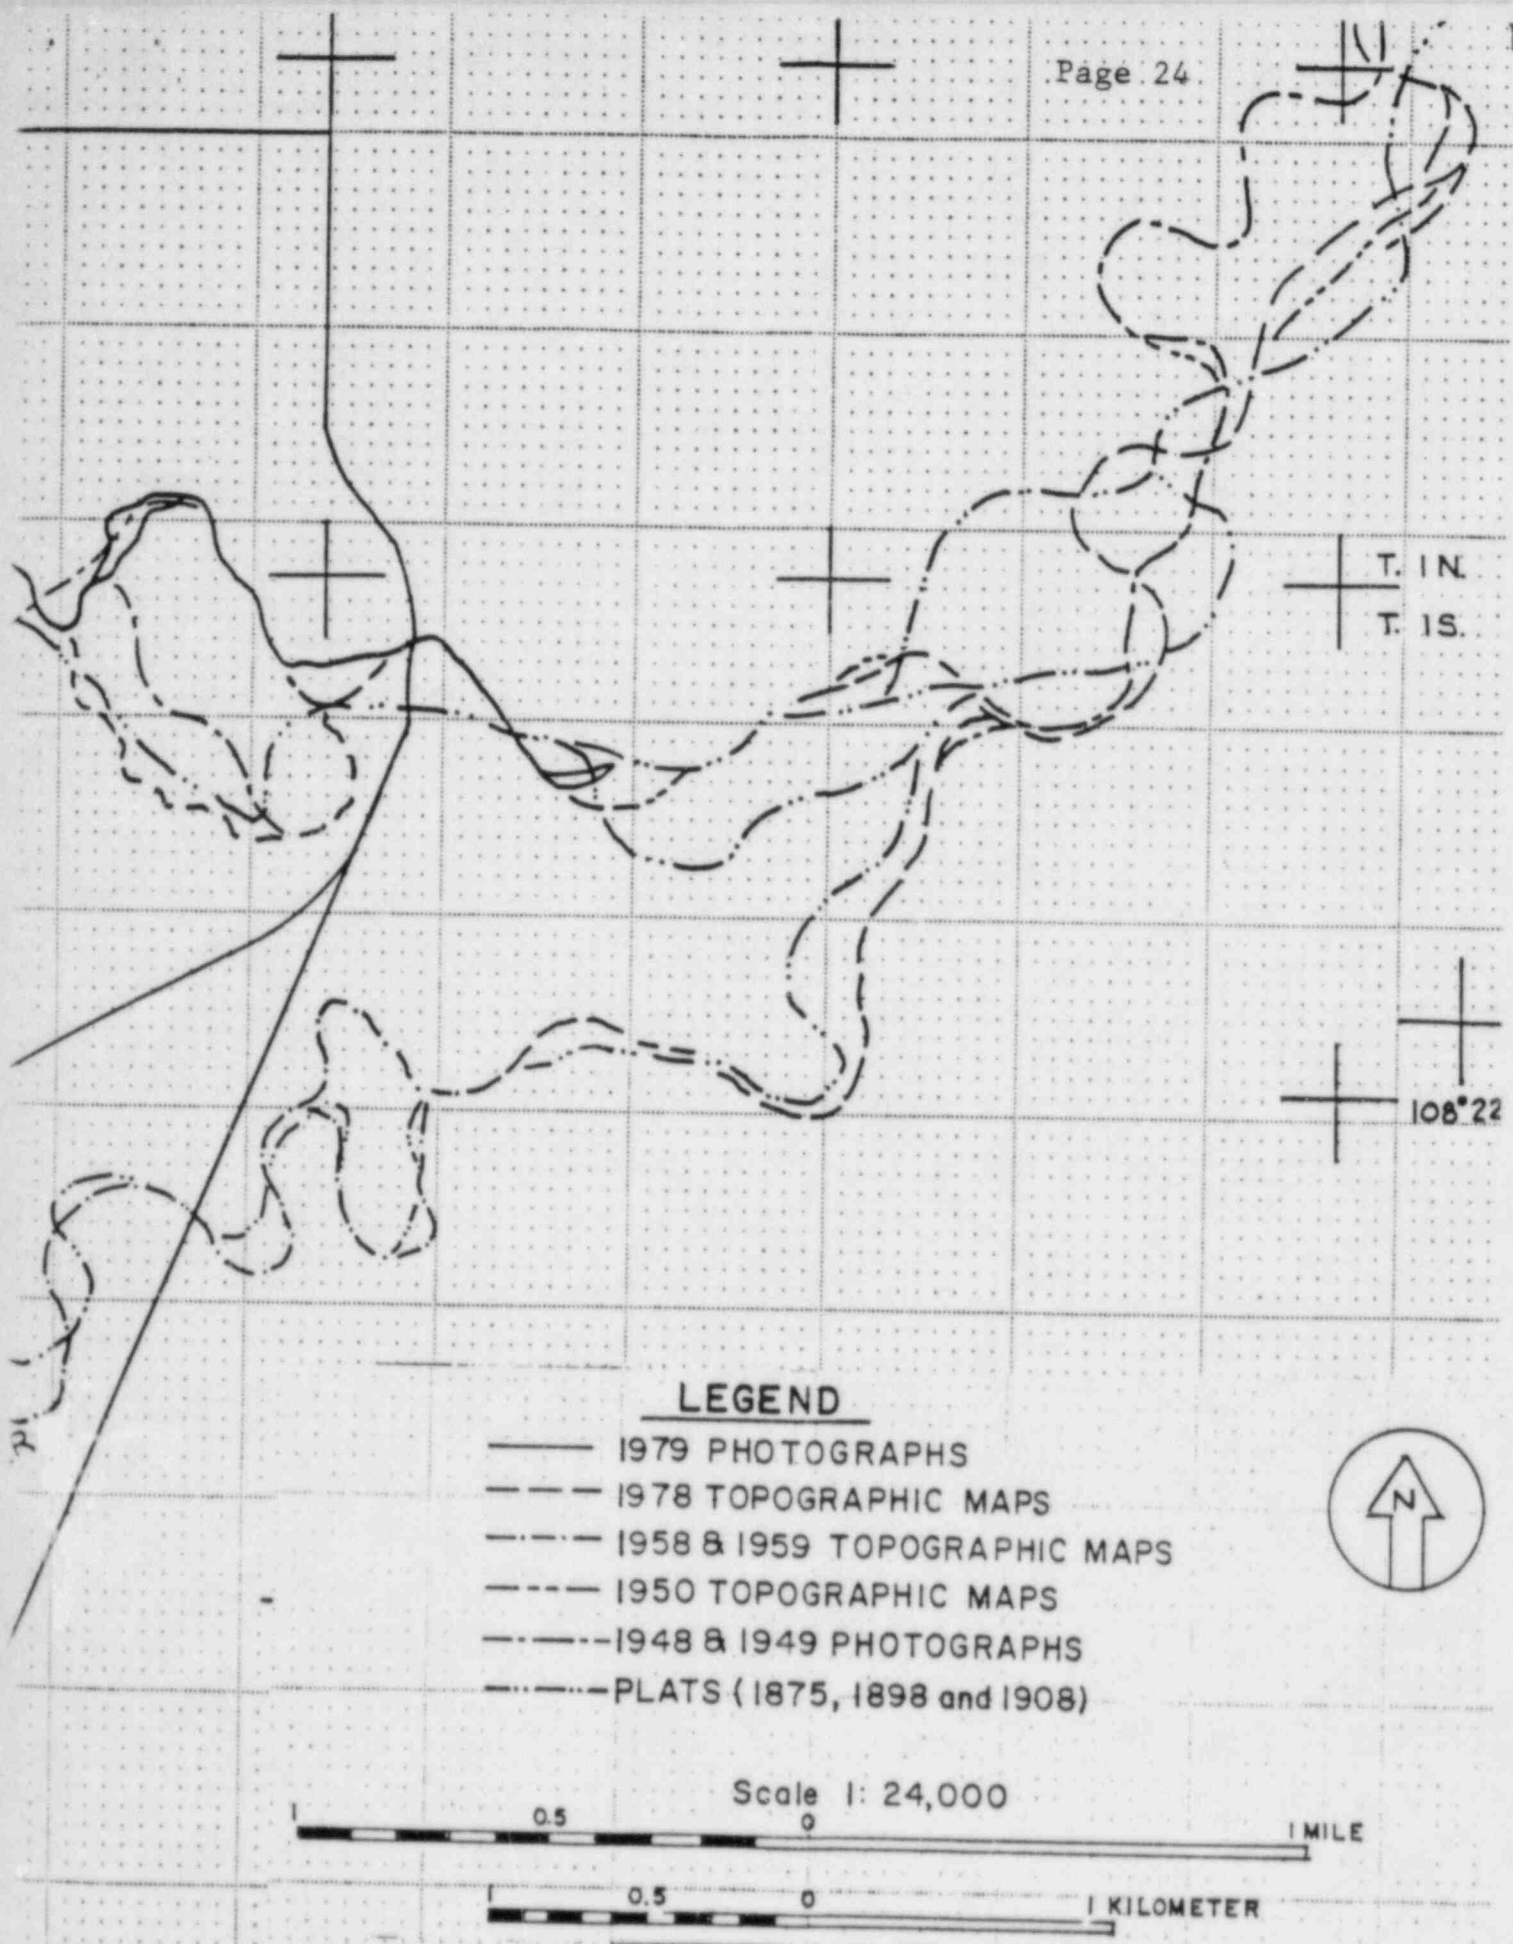 Page 24
T. 1N.
T. 1S.
108°22
LEGEND
1979 PHOTOGRAPHS
1978 TOPOGRAPHIC MAPS
1958 & 1959 TOPOGRAPHIC MAPS
1950 TOPOGRAPHIC MAPS
1948 & 1949 PHOTOGRAPHS
PLATS (1875, 1898 and 1908)
N
Scale 1: 24,000
1 0.5 0 1 MILE
1 0.5 0 1 KILOMETER